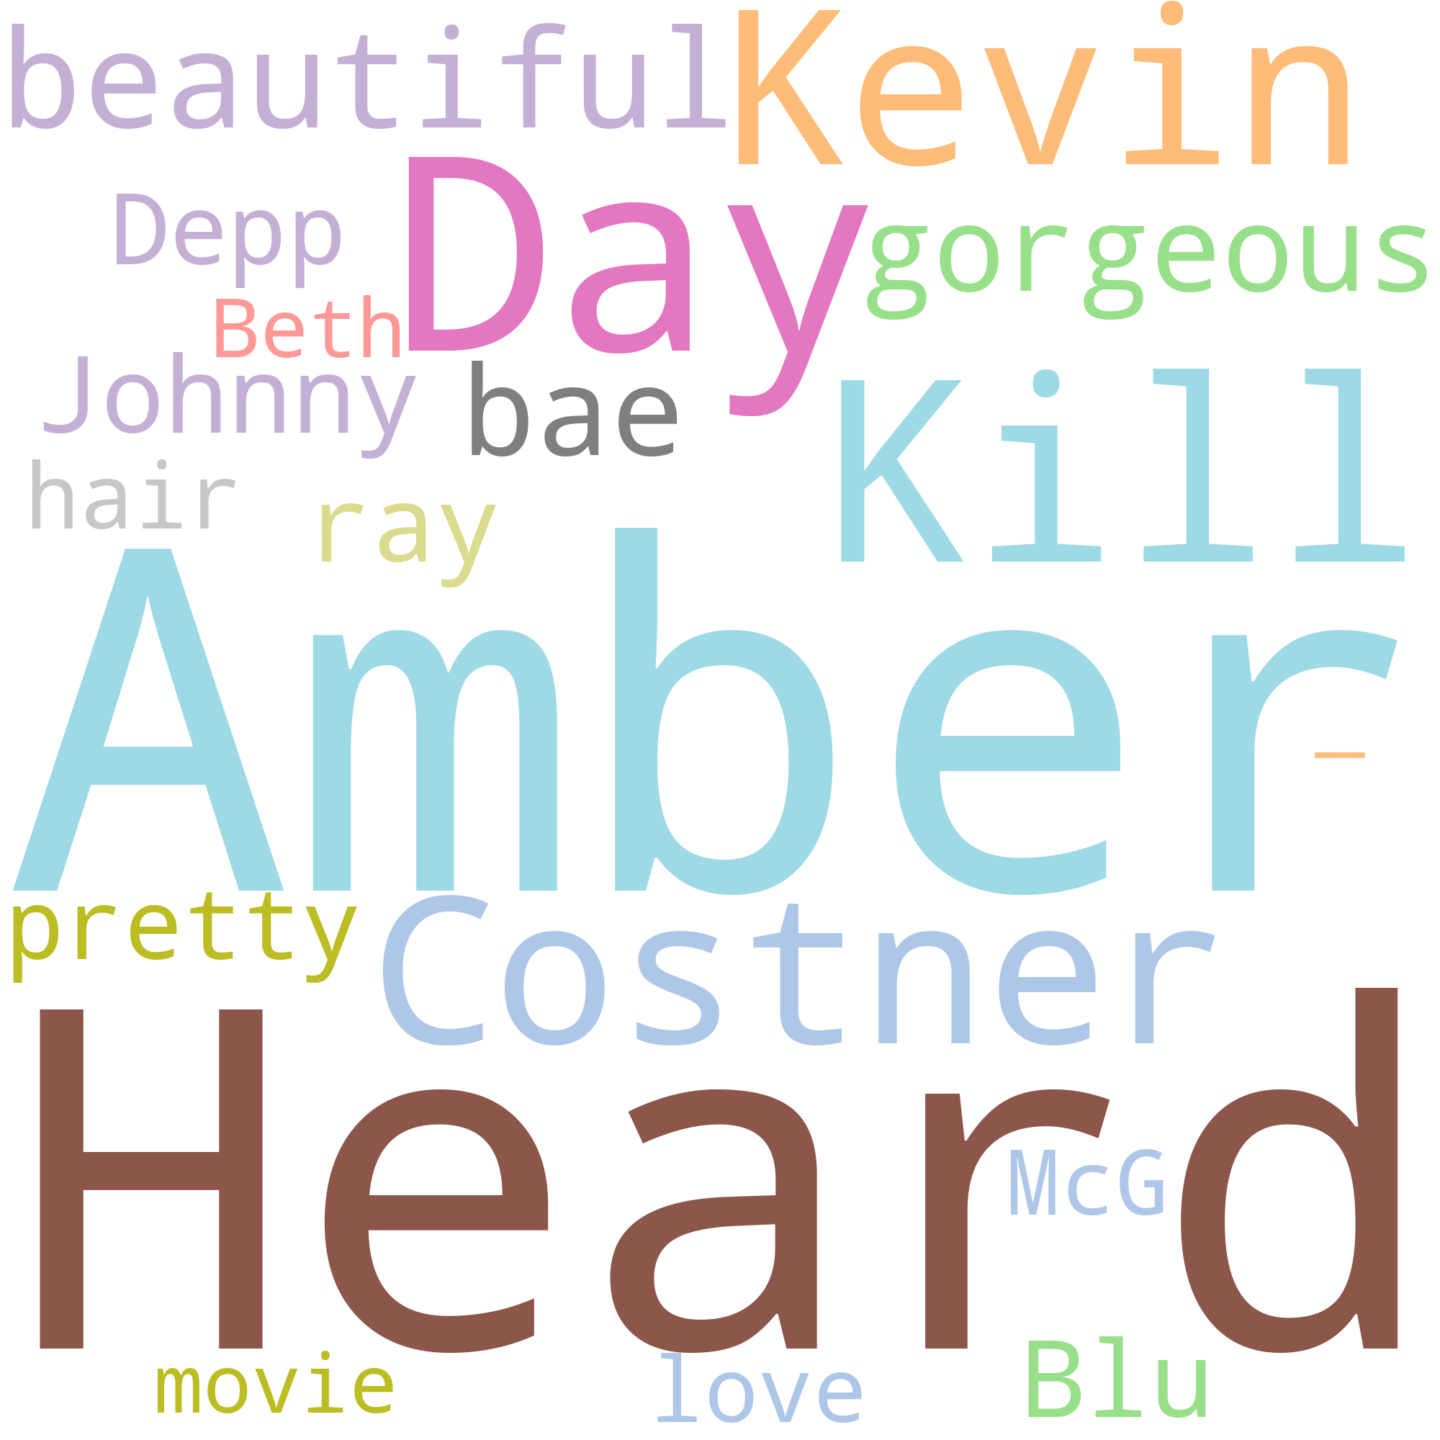 beautiful Kevin
Depp Day gorgeous
Beth
Johnny bae Kill
hair ray
Amber
—
pretty Costner
Heard
McG
movie love Blu